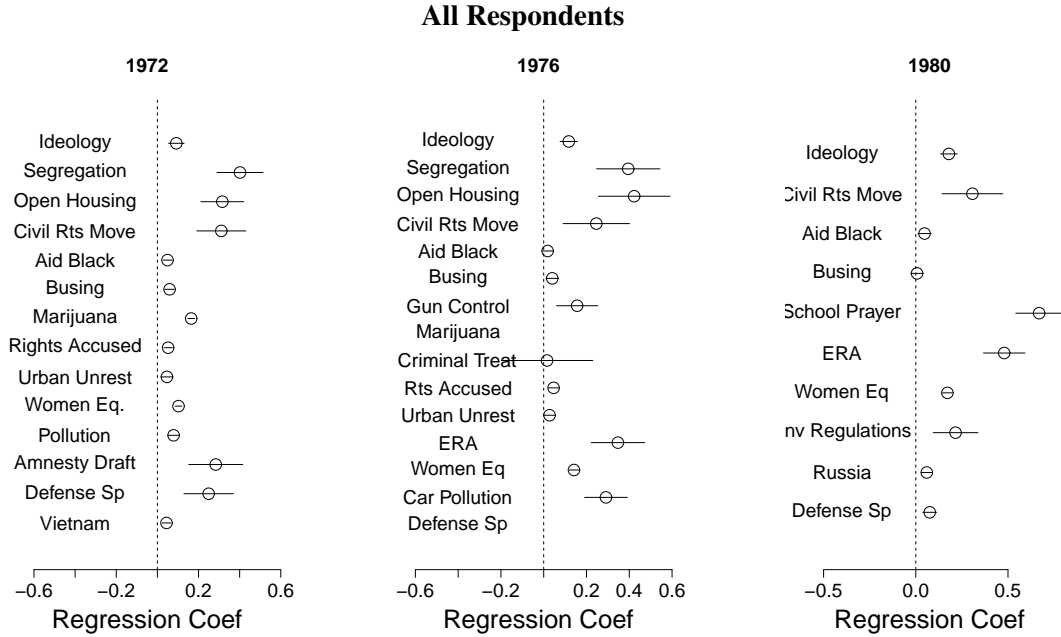 All Respondents
1972
Ideology
Segregation
Open Housing
Civil Rts Move
Aid Black
Busing
Marijuana
Rights Accused
Urban Unrest
Women Eq.
Pollution
Amnesty Draft
Defense Sp
Vietnam
−0.6 −0.2 0.2 0.6
Regression Coef
1976
Ideology
Segregation
Open Housing
Civil Rts Move
Aid Black
Busing
Gun Control
Marijuana
Criminal Treat
Rts Accused
Urban Unrest
ERA
Women Eq
Car Pollution
Defense Sp
−0.6 −0.2 0.2 0.4 0.6
Regression Coef
1980
Ideology
Civil Rts Move
Aid Black
Busing
School Prayer
ERA
Women Eq
nv Regulations
Russia
Defense Sp
−0.5 0.0 0.5
Regression Coef